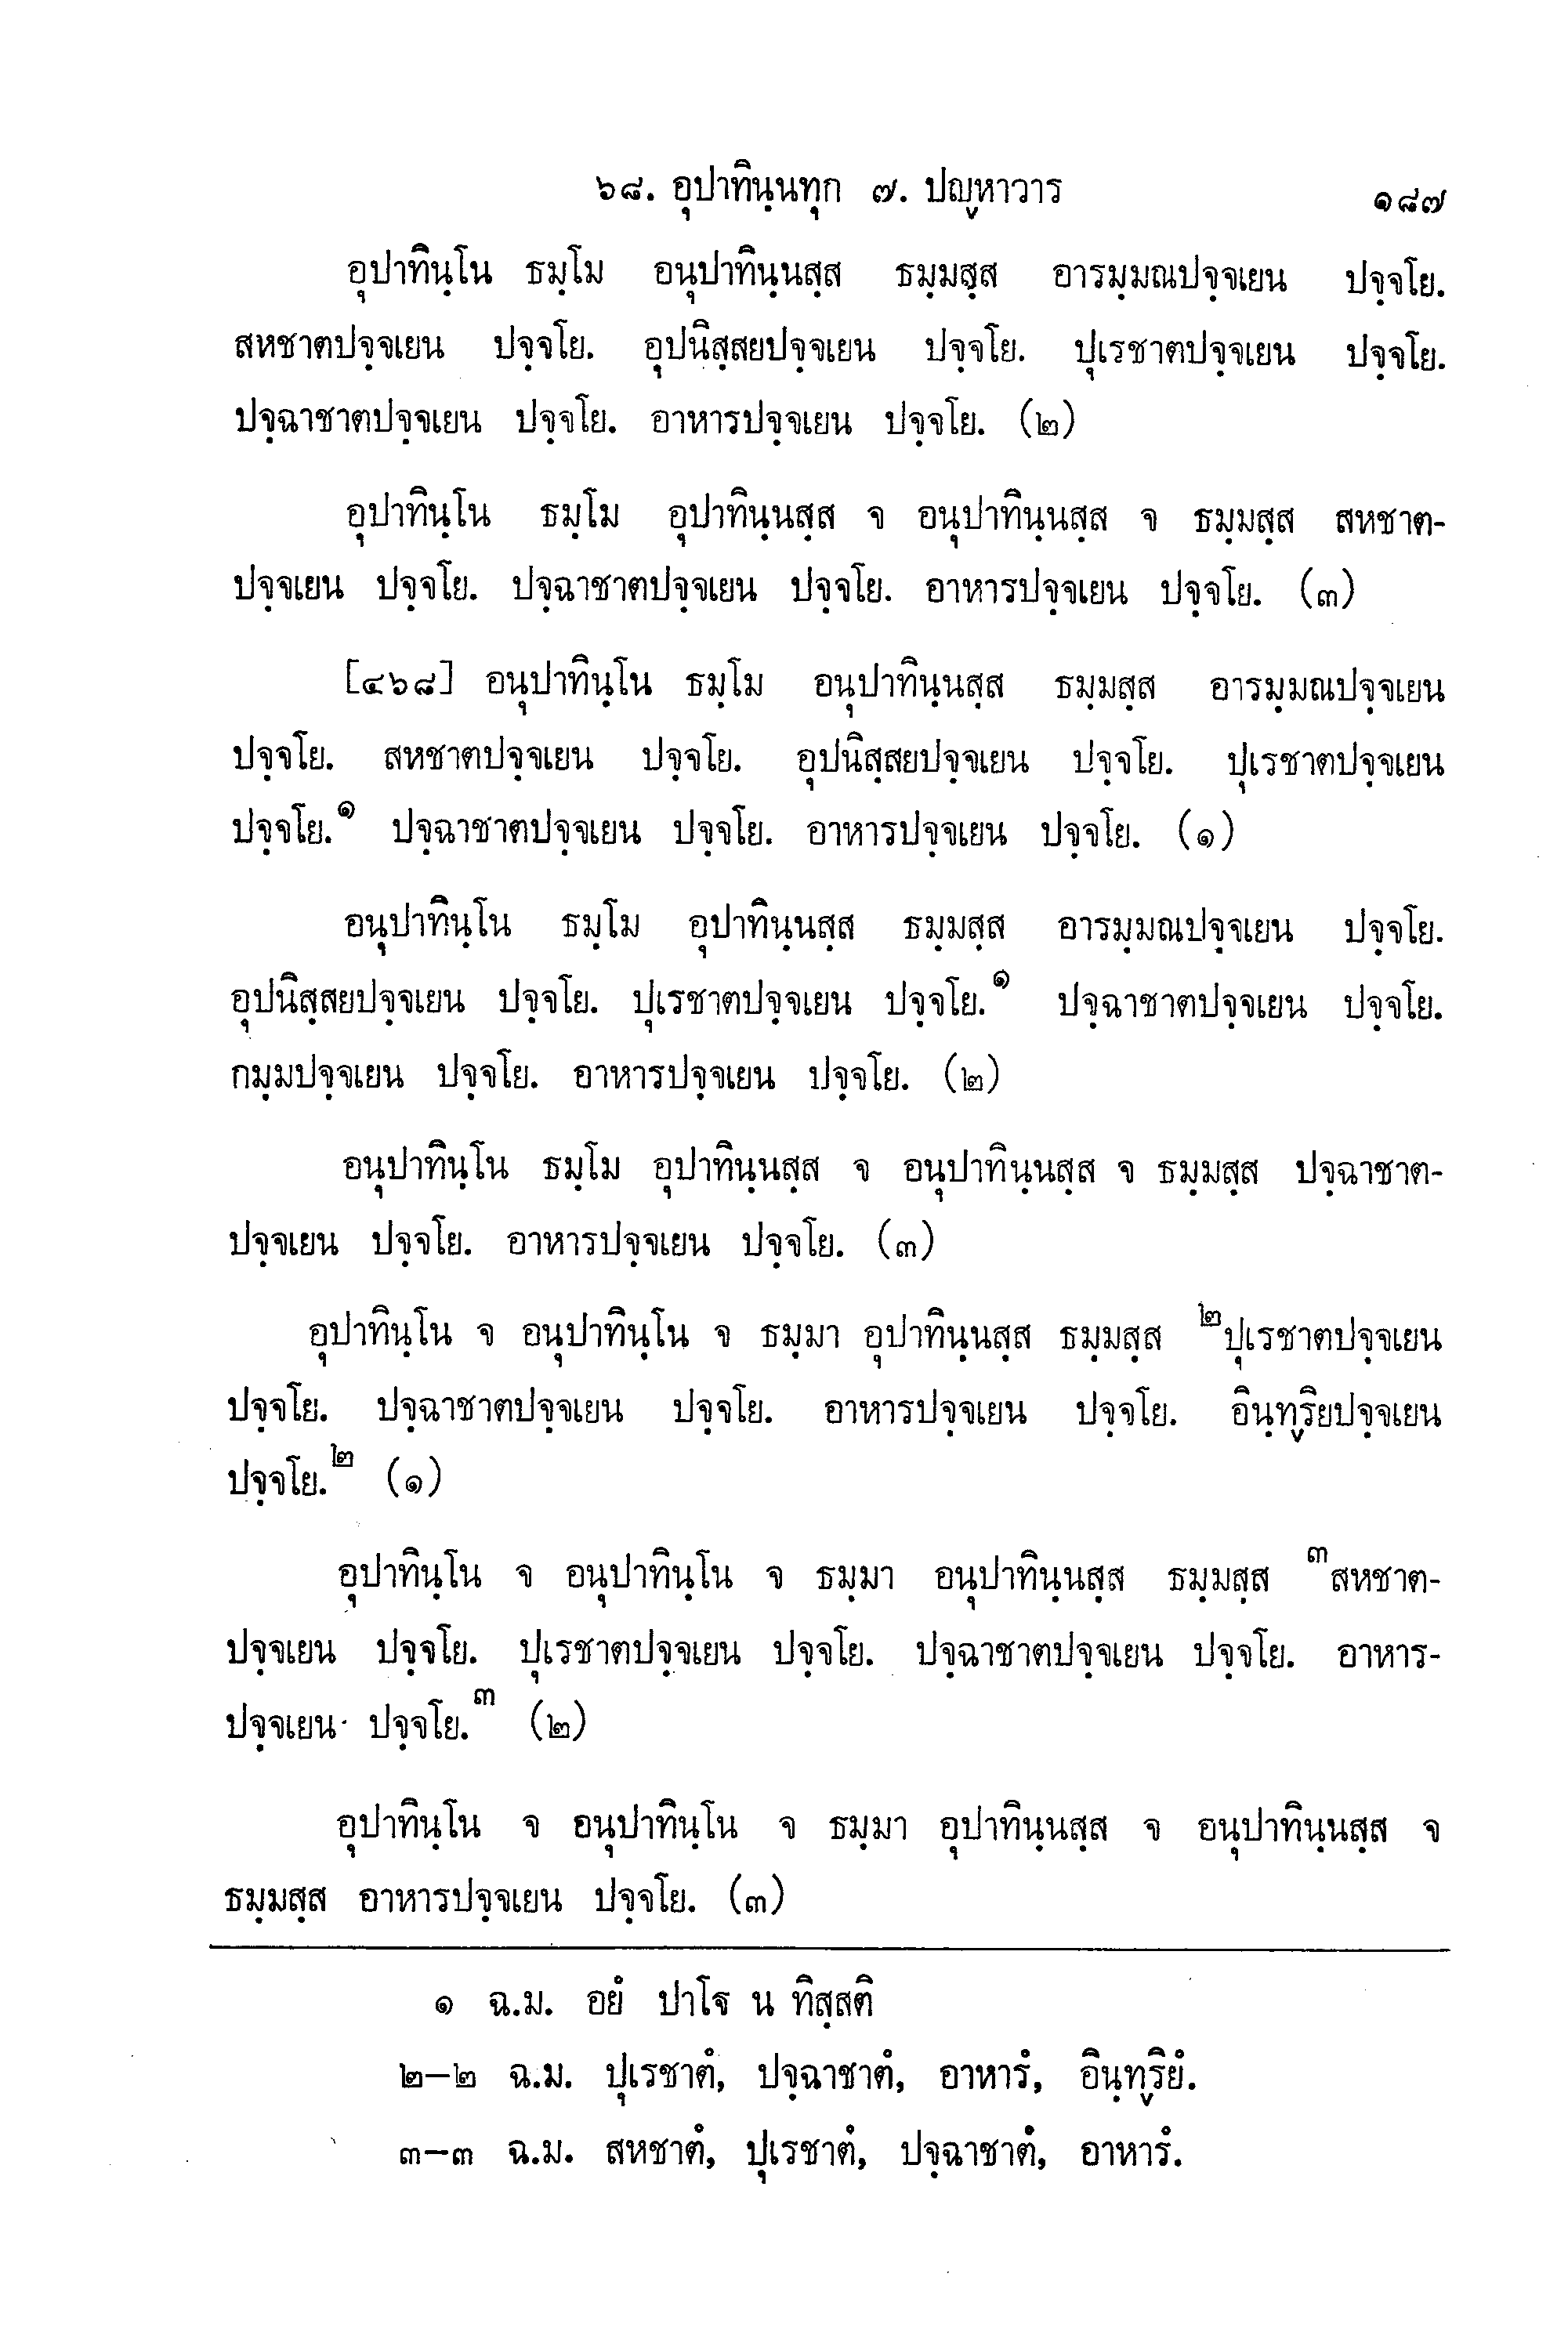 ๖๘. อุปาทินฺนทุก ๗. ปญฺหาวาร ๑๘๗
อุปาทินฺโน ธมฺโม อนุปาทินฺนสฺส ธมฺมสฺส อารมฺมณปจฺจเยน ปจฺจโย.
สหชาตปจฺจเยน ปจฺจโย. อุปนิสฺสยปจฺจเยน ปจฺจโย. ปุเรชาตปจฺจเยน ปจฺจโย.
ปจฺฉาชาตปจฺจเยน ปจฺจโย. อาหารปจฺจเยน ปจฺจโย. (๒)
อุปาทินฺโน ธมฺโม อุปาทินฺนสฺส จ อนุปาทินฺนสฺส จ ธมฺมสฺส สหชาต-
ปจฺจเยน ปจฺจโย. ปจฺฉาชาตปจฺจเยน ปจฺจโย. อาหารปจฺจเยน ปจฺจโย. (๓)
[๔๖๘] อนุปาทินฺโน ธมฺโม อนุปาทินฺนสฺส ธมฺมสฺส อารมฺมณปจฺจเยน
ปจฺจโย. สหชาตปจฺจเยน ปจฺจโย. อุปนิสฺสยปจฺจเยน ปจฺจโย. ปุเรชาตปจฺจเยน
ปจฺจโย.๑ ปจฺฉาชาตปจฺจเยน ปจฺจโย. อาหารปจฺจเยน ปจฺจโย. (๑)
อนุปาทินฺโน ธมฺโม อุปาทินฺนสฺส ธมฺมสฺส อารมฺมณปจฺจเยน ปจฺจโย.
อุปนิสฺสยปจฺจเยน ปจฺจโย. ปุเรชาตปจฺจเยน ปจฺจโย.๑ ปจฺฉาชาตปจฺจเยน ปจฺจโย.
กมฺมปจฺจเยน ปจฺจโย. อาหารปจฺจเยน ปจฺจโย. (๒)
อนุปาทินฺโน ธมฺโม อุปาทินฺนสฺส จ อนุปาทินฺนสฺส จ ธมฺมสฺส ปจฺฉาชาต-
ปจฺจเยน ปจฺจโย. อาหารปจฺจเยน ปจฺจโย. (๓)
อุปาทินฺโน จ อนุปาทินฺโน จ ธมฺมา อุปาทินฺนสฺส ธมฺมสฺส ๒ปุเรชาตปจฺจเยน
ปจฺจโย. ปจฺฉาชาตปจฺจเยน ปจฺจโย. อาหารปจฺจเยน ปจฺจโย. อินฺทฺริยปจฺจเยน
ปจฺจโย.๒ (๑)
อุปาทินฺโน จ อนุปาทินฺโน จ ธมฺมา อนุปาทินฺนสฺส ธมฺมสฺส ๓สหชาต-
ปจฺจเยน ปจฺจโย. ปุเรชาตปจฺจเยน ปจฺจโย. ปจฺฉาชาตปจฺจเยน ปจฺจโย. อาหาร-
ปจฺจเยน ปจฺจโย.๓ (๒)
อุปาทินฺโน จ อนุปาทินฺโน จ ธมฺมา อุปาทินฺนสฺส จ อนุปาทินฺนสฺส จ
ธมฺมสฺส อาหารปจฺจเยน ปจฺจโย. (๓)
๑ ฉ.ม. อยํ ปาโฐ น ทิสฺสติ
๒–๒ ฉ.ม. ปุเรชาตํ, ปจฺฉาชาตํ, อาหารํ, อินฺทฺริยํ.
๓–๓ ฉ.ม. สหชาตํ, ปุเรชาตํ, ปจฺฉาชาตํ, อาหารํ.